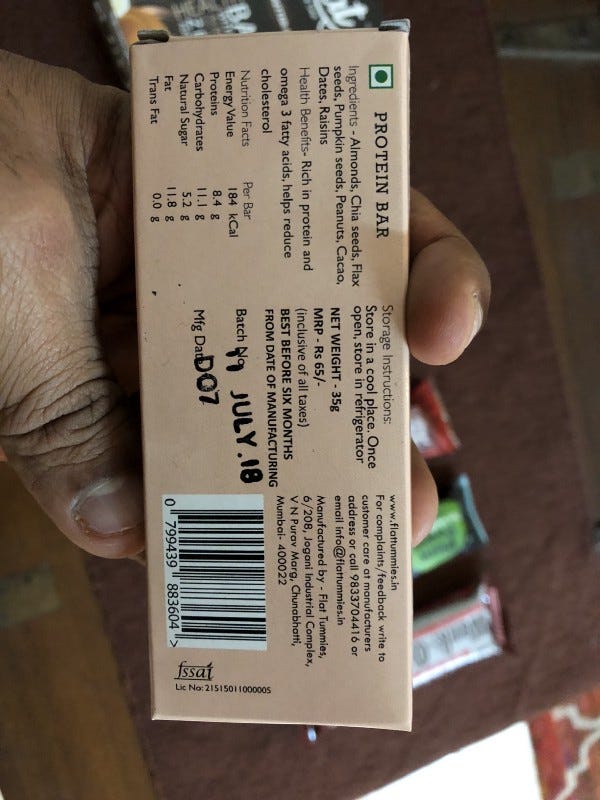 PROTEIN BAR
Ingredients - Almonds, Chia seeds, Flax
seeds, Pumpkin seeds, Peanuts, Cacao,
Dates, Raisins
Health Benefits- Rich in protein and
omega 3 fatty acids, helps reduce
cholesterol
Nutrition Facts Per Bar
Energy Value 184 kCal
Proteins 8.4 g
Carbohydrates 11.1 g
Natural Sugar 5.2 g
Fat 11.8 g
Trans Fat 0.0 g
Storage Instructions:
Store in a cool place. Once
open, store in refrigerator
NET WEIGHT - 35g
MRP - Rs 65/-
(inclusive of all taxes)
BEST BEFORE SIX MONTHS
FROM DATE OF MANUFACTURING
Batch JULY.18
Mfg D07
www.flattummies.in
For complaints/feedback write to
customer care at manufacturers
address or call 9833704416 or
email info@flattummies.in
Manufactured by - Flat Tummies,
6/208, Jogani Industrial Complex,
V N Purav Marg, Chunabhatti,
Mumbai- 400022
0 799439 883604 >
fssai
Lic No: 21515011000005